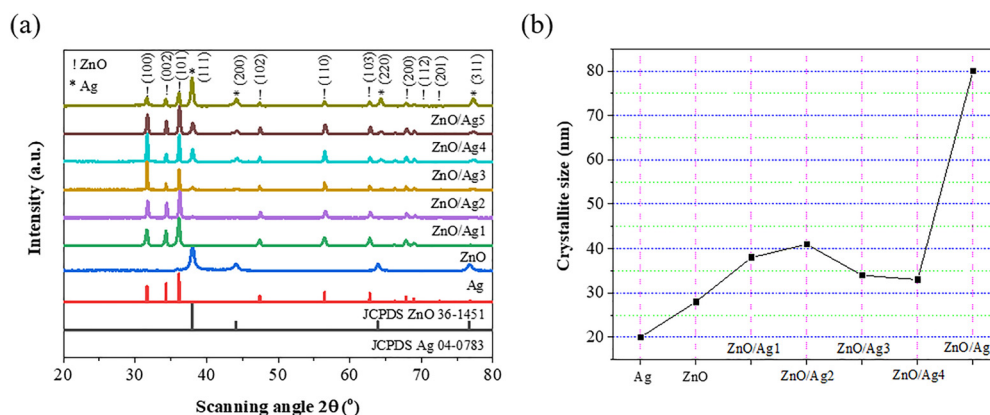 (a)
(b)
! ZnO
* Ag
! (100)
! (002)
! (101)
* (111)
* (200)
! (102)
! (110)
! (103)
* (220)
! (200)
! (112)
! (201)
* (311)
ZnO/Ag5
ZnO/Ag4
ZnO/Ag3
ZnO/Ag2
ZnO/Ag1
ZnO
Ag
JCPDS ZnO 36-1451
JCPDS Ag 04-0783
Intensity (a.u.)
20 30 40 50 60 70 80
Scanning angle 2θ (°)
Crystallite size (nm)
80
70
60
50
40
30
20
Ag
ZnO
ZnO/Ag1
ZnO/Ag2
ZnO/Ag3
ZnO/Ag4
ZnO/Ag